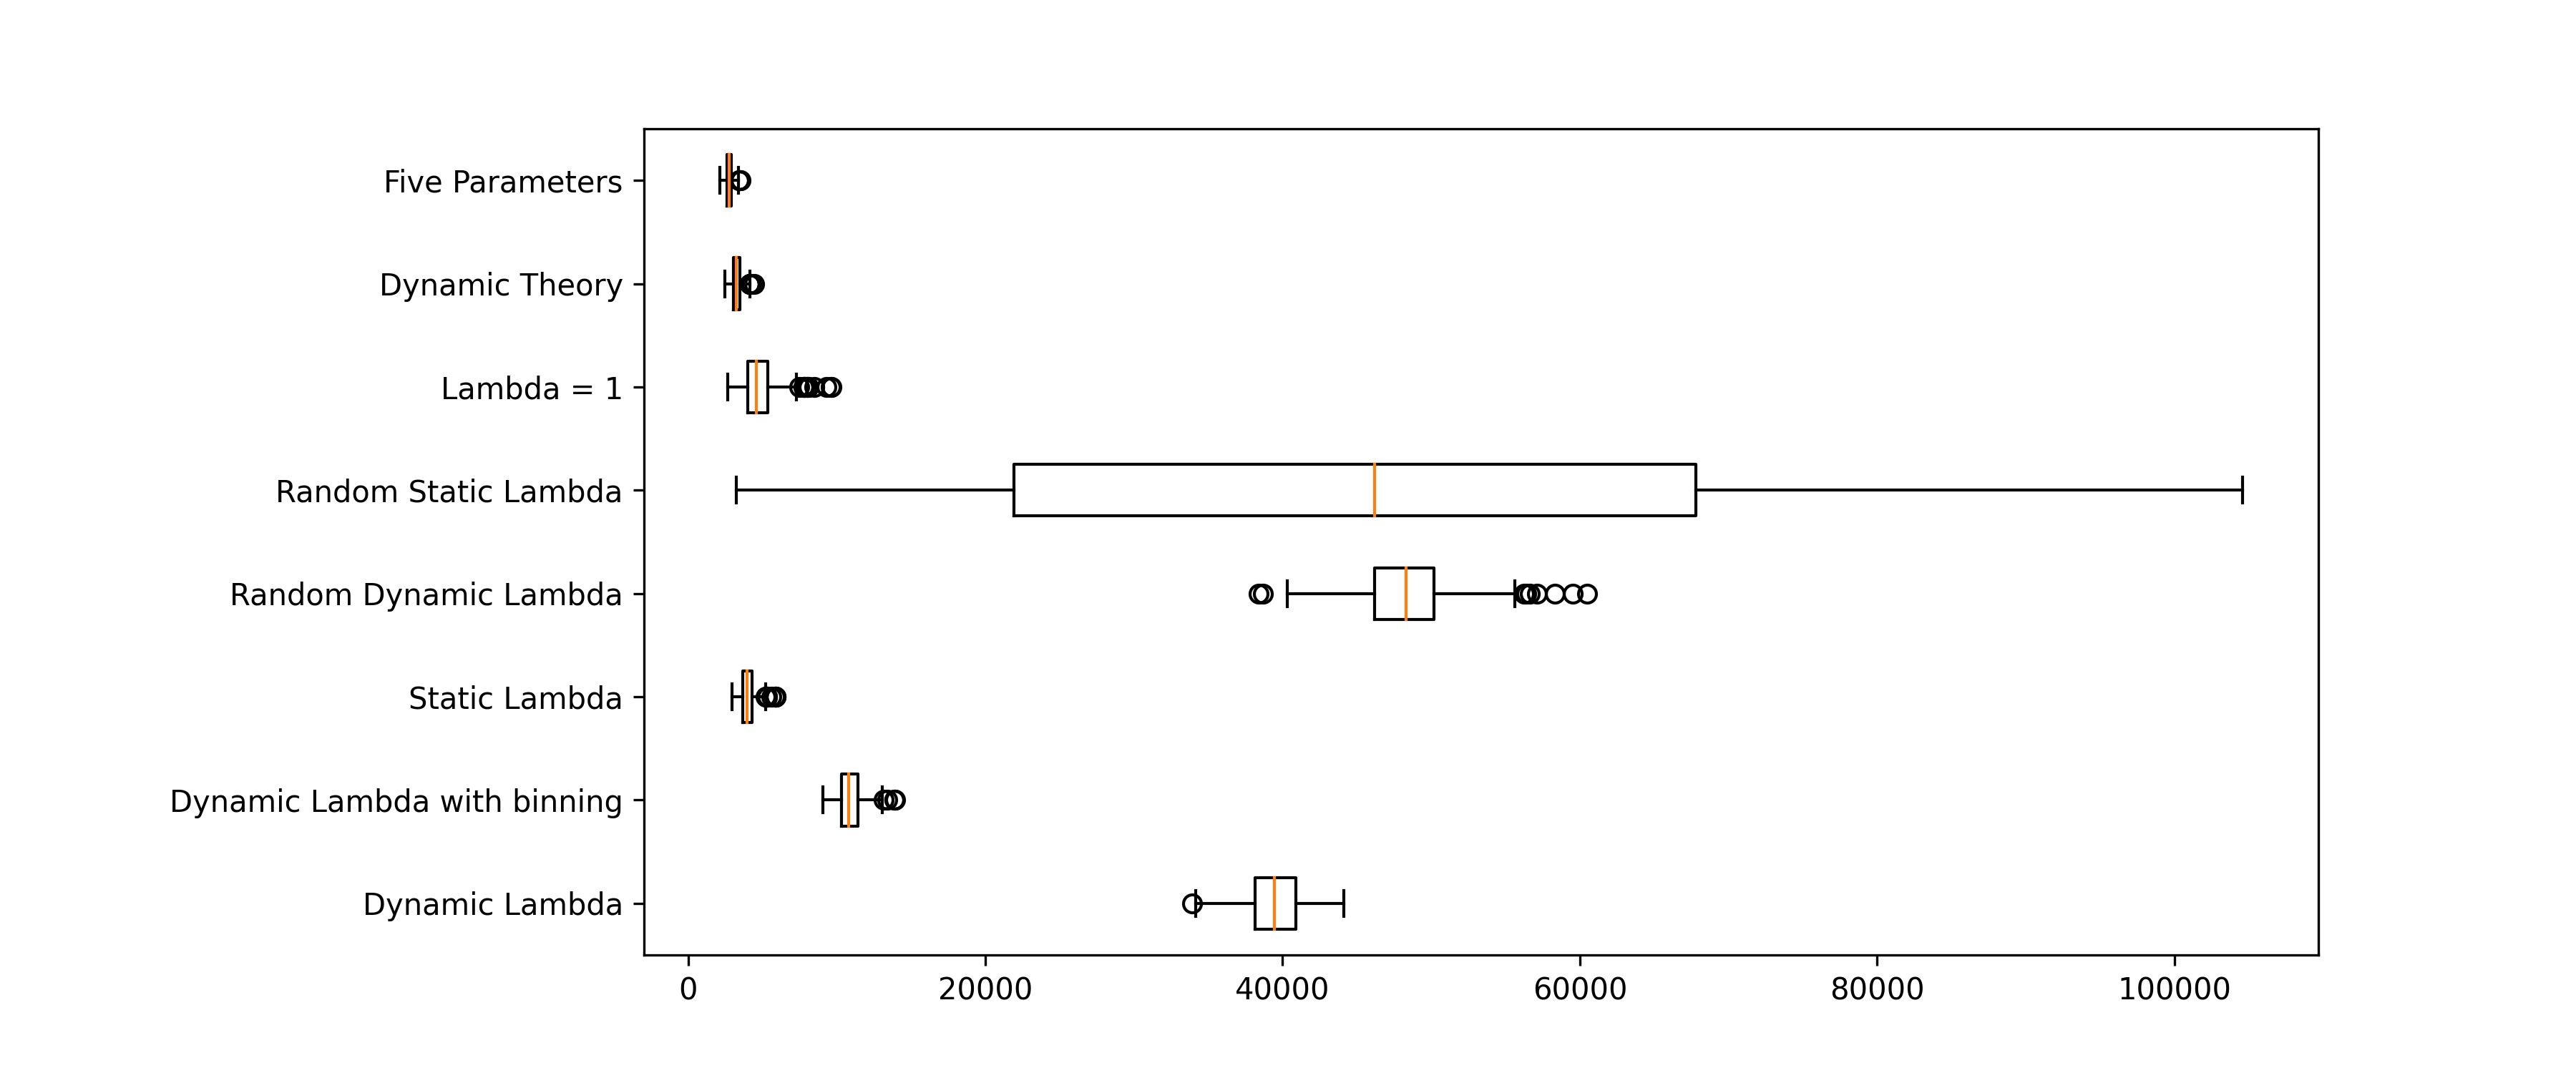 Five Parameters
Dynamic Theory
Lambda = 1
Random Static Lambda
Random Dynamic Lambda
Static Lambda
Dynamic Lambda with binning
Dynamic Lambda
0 20000 40000 60000 80000 100000